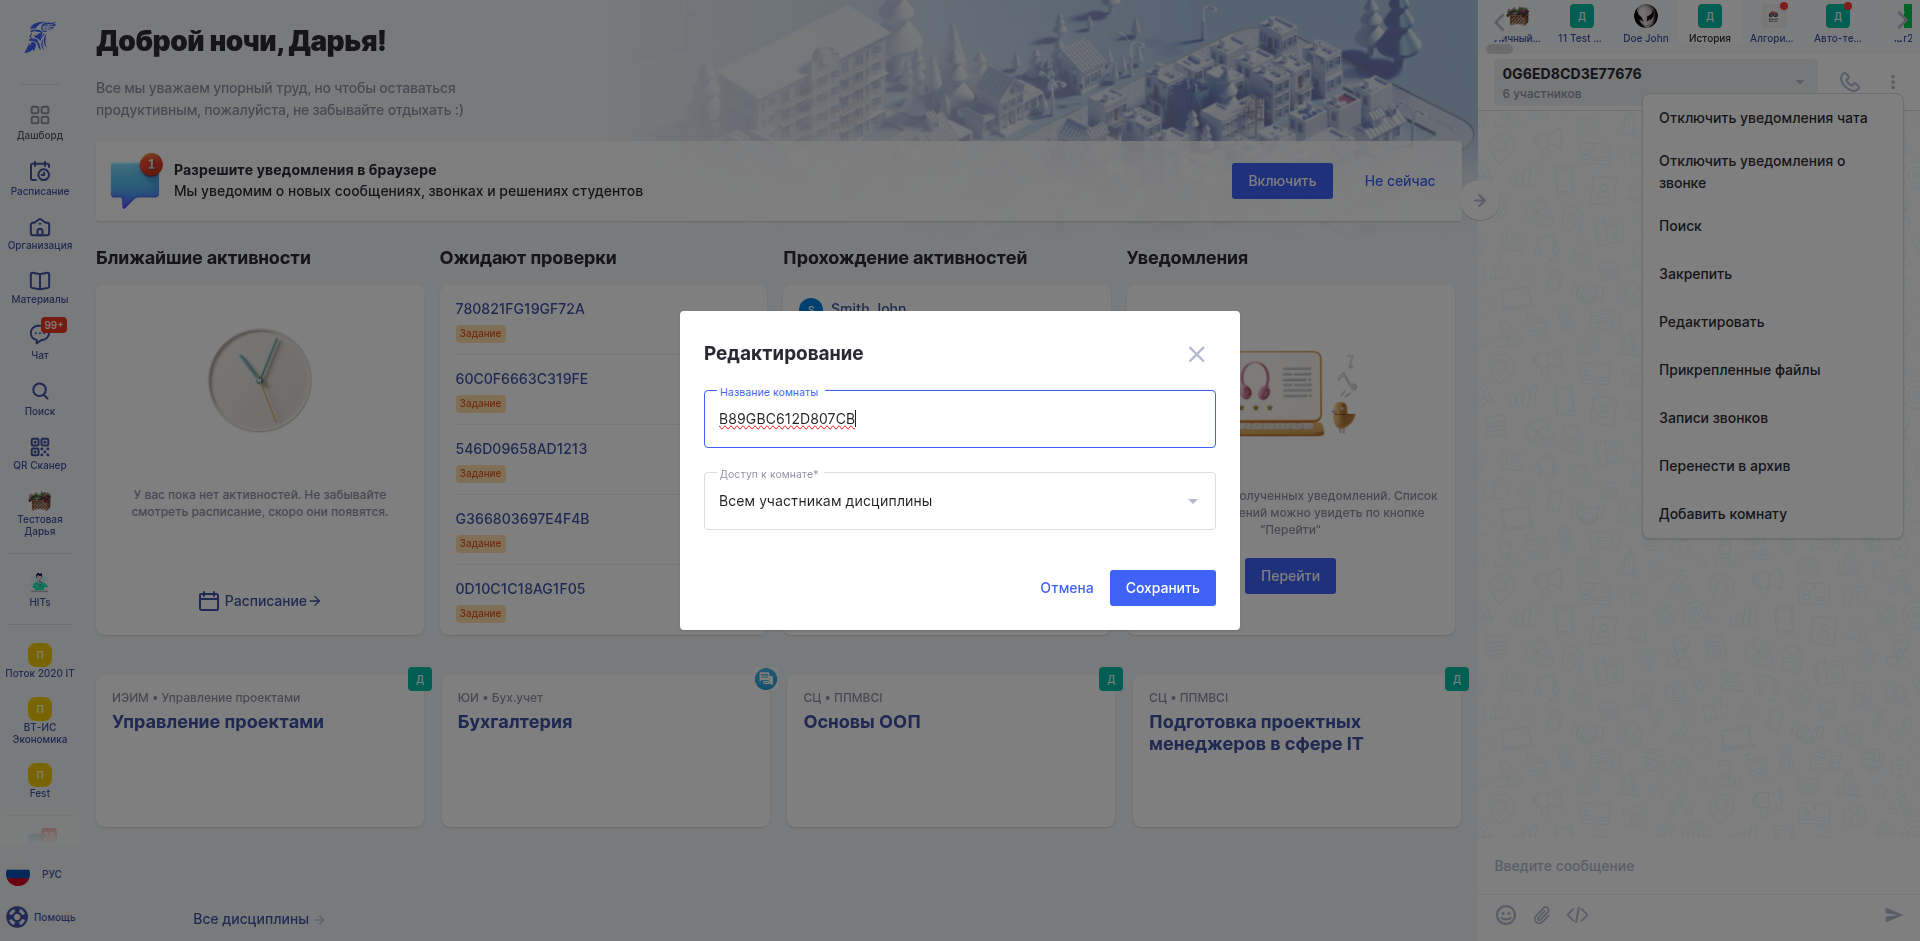 Доброй ночи, Дарья!
Все мы уважаем упорный труд, но чтобы оставаться
продуктивным, пожалуйста, не забывайте отдыхать :)
1
Разрешите уведомления в браузере
Мы уведомим о новых сообщениях, звонках и решениях студентов
Включить
Не сейчас
Дашборд
Расписание
Организация
Материалы
99+
Чат
Поиск
QR Сканер
Тестовая
Дарья
HITs
П
Поток 2020 IT
П
ВТ-ИС
Экономика
П
Fest
РУС
Помощь
Ближайшие активности
У вас пока нет активностей. Не забывайте
смотреть расписание, скоро они появятся.
Расписание
Ожидают проверки
780821FG19GF72A
Задание
60C0F6663C319FE
Задание
546D09658AD1213
Задание
G366803697E4F4B
Задание
0D10C1C18AG1F05
Задание
Прохождение активностей
S
Smith John
Уведомления
уведомлений. Список
можно увидеть по кнопке
"Перейти"
Перейти
Редактирование
Название комнаты
B89GBC612D807CB
Доступ к комнате*
Всем участникам дисциплины
Отмена
Сохранить
Д
ИЭИМ • Управление проектами
Управление проектами
ЮИ • Бух.учет
Бухгалтерия
Д
СЦ • ППМВСІ
Основы ООП
Д
СЦ • ППМВСІ
Подготовка проектных
менеджеров в сфере IT
Все дисциплины
Д
11 Test ...
Doe John
Д
История
Алгори...
Д
Авто-те...
0G6ED8CD3E77676
6 участников
Отключить уведомления чата
Отключить уведомления о
звонке
Поиск
Закрепить
Редактировать
Прикрепленные файлы
Записи звонков
Перенести в архив
Добавить комнату
Введите сообщение